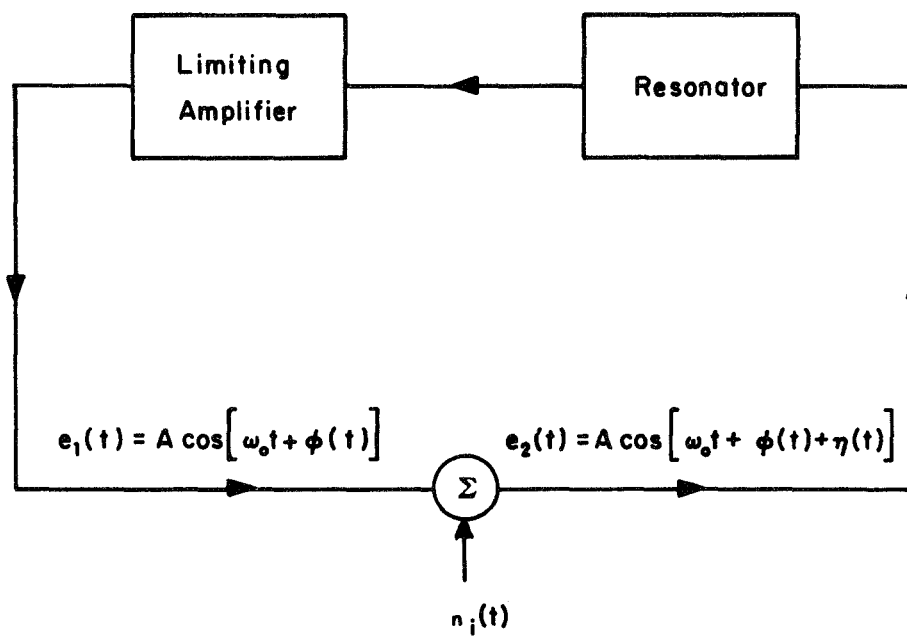 Limiting
Amplifier
Resonator
e₁(t) = A cos[ω₀t + ϕ(t)]
e₂(t) = A cos[ω₀t + ϕ(t) + η(t)]
Σ
nᵢ(t)